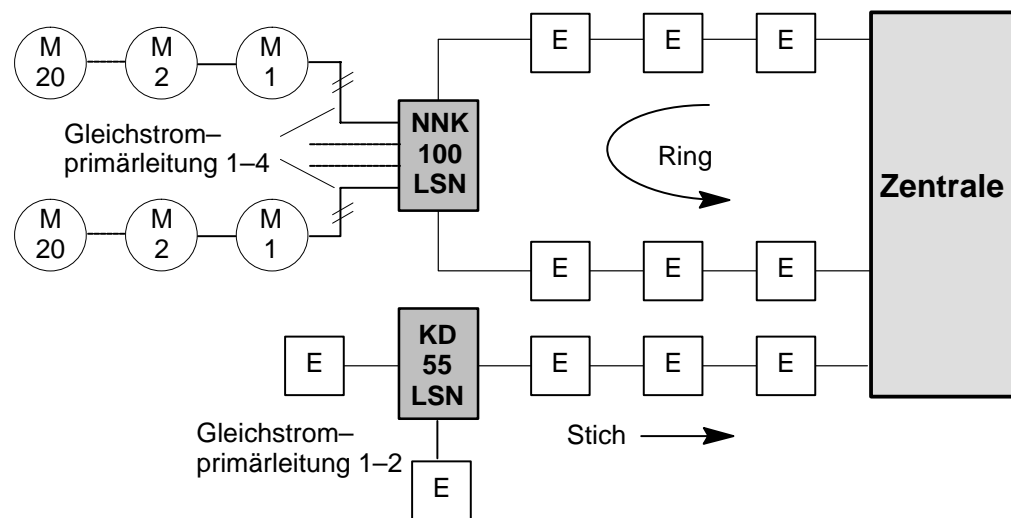 M
20
M
2
M
1
E
E
E
Gleichstrom–
primärleitung 1–4
NNK
100
LSN
Ring
Zentrale
M
20
M
2
M
1
E
E
E
E
KD
55
LSN
E
E
E
Gleichstrom–
primärleitung 1–2
Stich
E